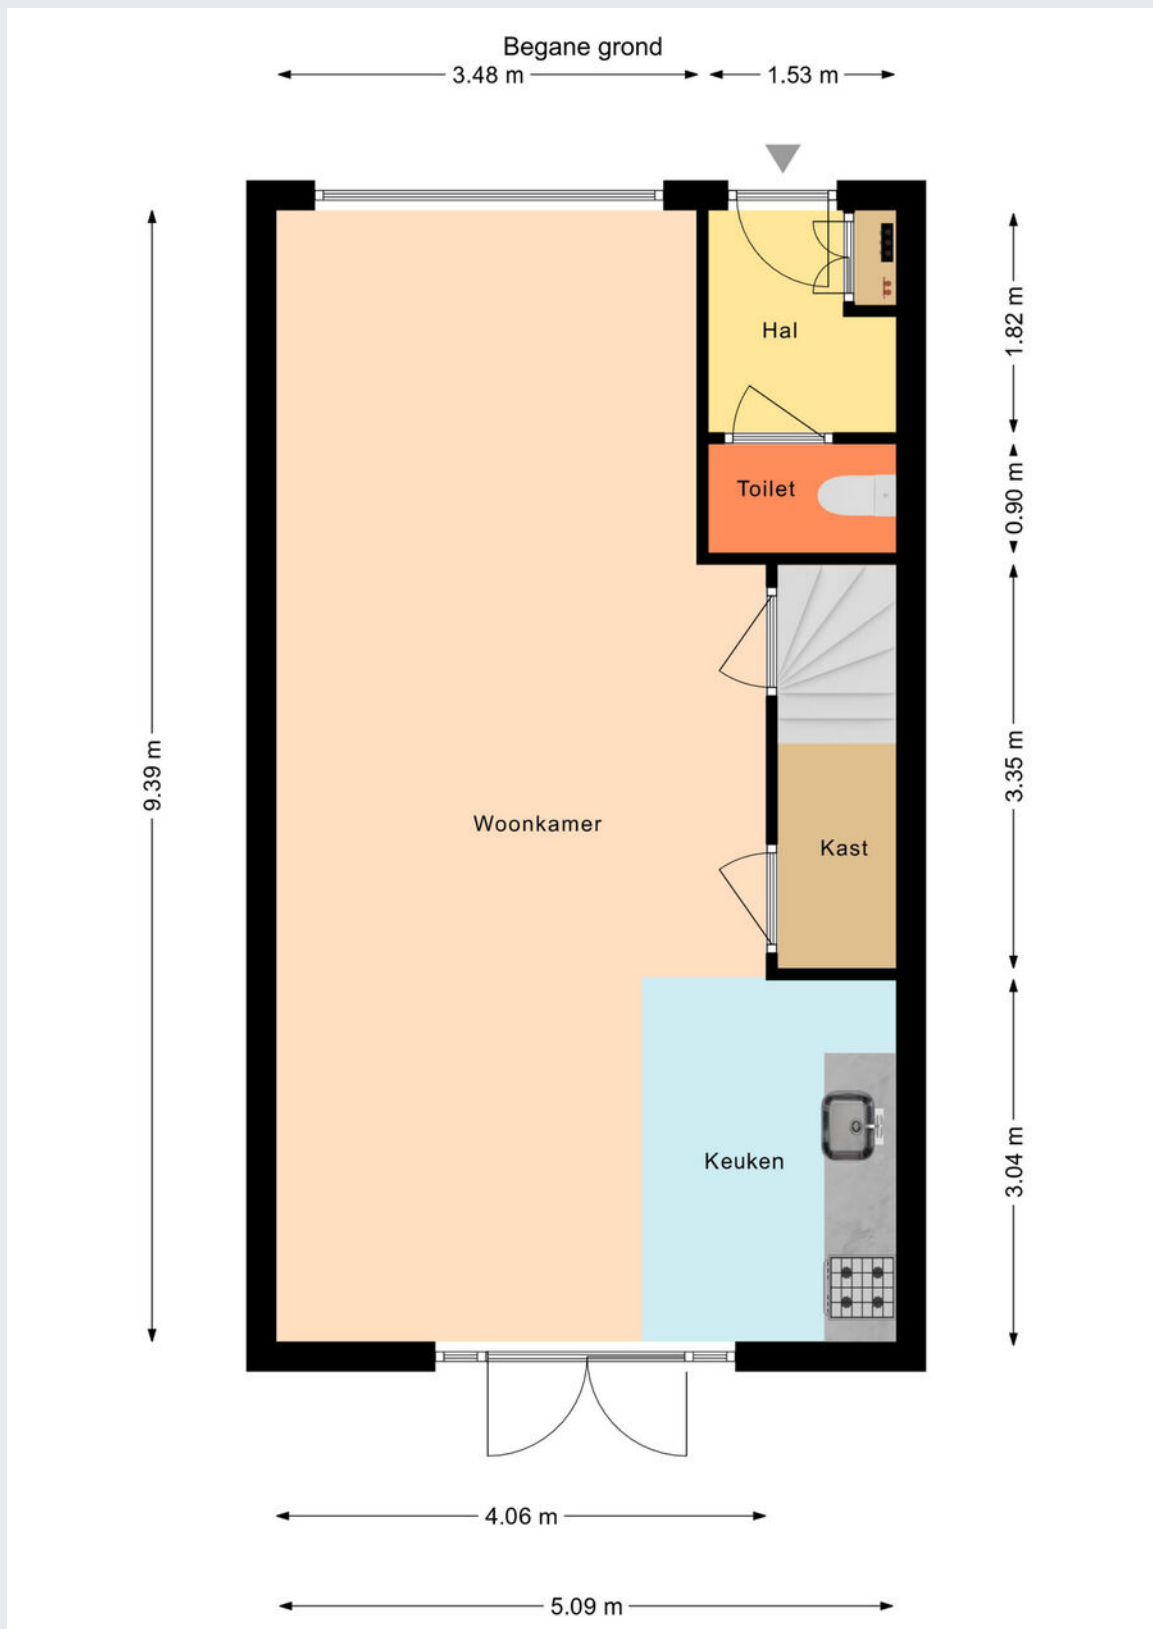 Begane grond
3.48 m
1.53 m
1.82 m
Hal
Toilet
0.90 m
9.39 m
3.35 m
Woonkamer
Kast
Keuken
3.04 m
4.06 m
5.09 m